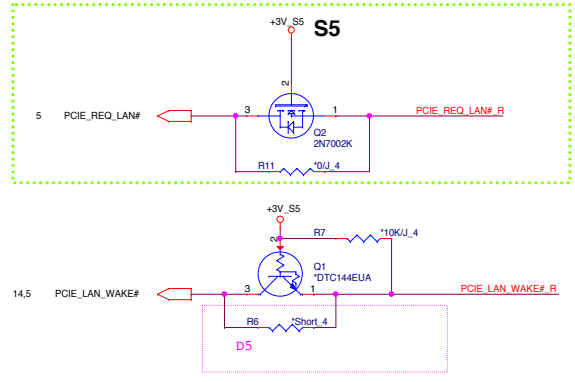 +3V_S5
S5
2
5 PCIE_REQ_LAN#
3
1
PCIE_REQ_LAN#_R
Q2
2N7002K
R11
*0/J_4
+3V_S5
2
R7
*10K/J_4
Q1
*DTC144EUA
14,5 PCIE_LAN_WAKE#
3
1
PCIE_LAN_WAKE#_R
R6
*Short_4
D5